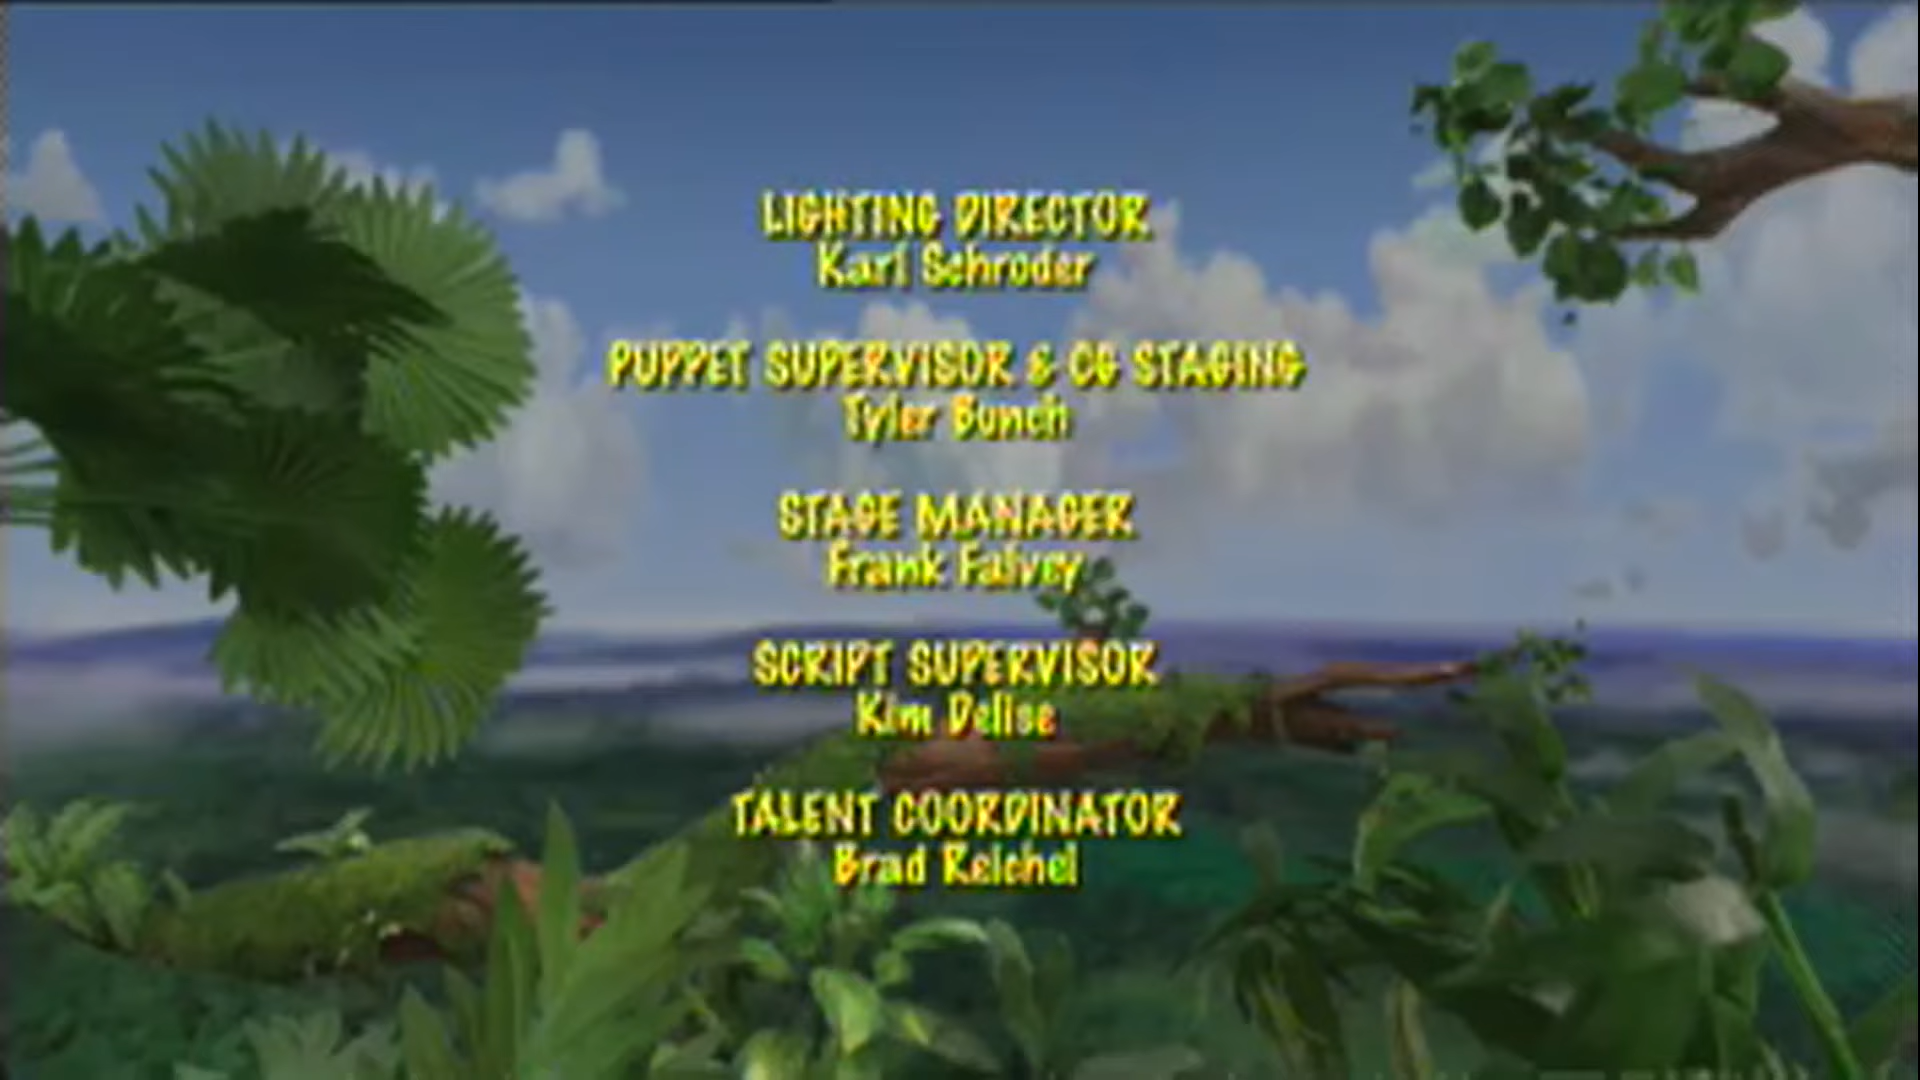 LIGHTING DIRECTOR
Karl Schroder
PUPPET SUPERVISOR & CG STAGING
Tyler Bunch
STAGE MANAGER
Frank Falvey
SCRIPT SUPERVISOR
Kim Delise
TALENT COORDINATOR
Brad Reichel